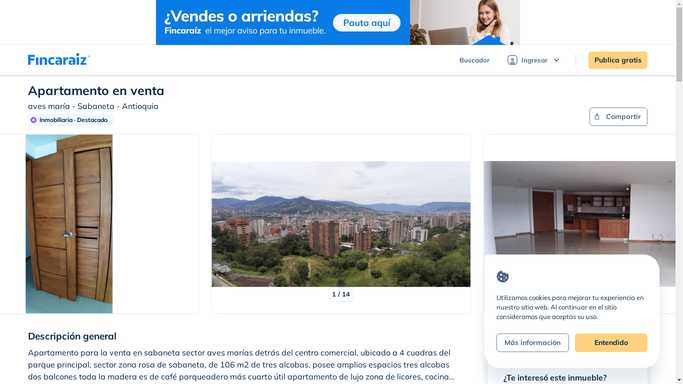 ¿Vendes o arriendas?
Fincaraíz el mejor aviso para tu inmueble.
Pauta aquí
Fincaraíz
Buscador
Ingresar
Publica gratis
Apartamento en venta
aves maría - Sabaneta - Antioquia
Inmobiliaria · Destacado
Compartir
1 / 14
Utilizamos cookies para mejorar tu experiencia en
nuestro sitio web. Al continuar en el sitio
consideramos que aceptas su uso.
Más información
Entendido
Descripción general
Apartamento para la venta en sabaneta sector aves marías detrás del centro comercial, ubicado a 4 cuadras del
parque principal, sector zona rosa de sabaneta, de 106 m2 de tres alcobas, posee amplios espacios tres alcobas
dos balcones toda la madera es de café parqueadero más cuarto útil apartamento de lujo zona de licores, cocina...
¿Te interesó este inmueble?